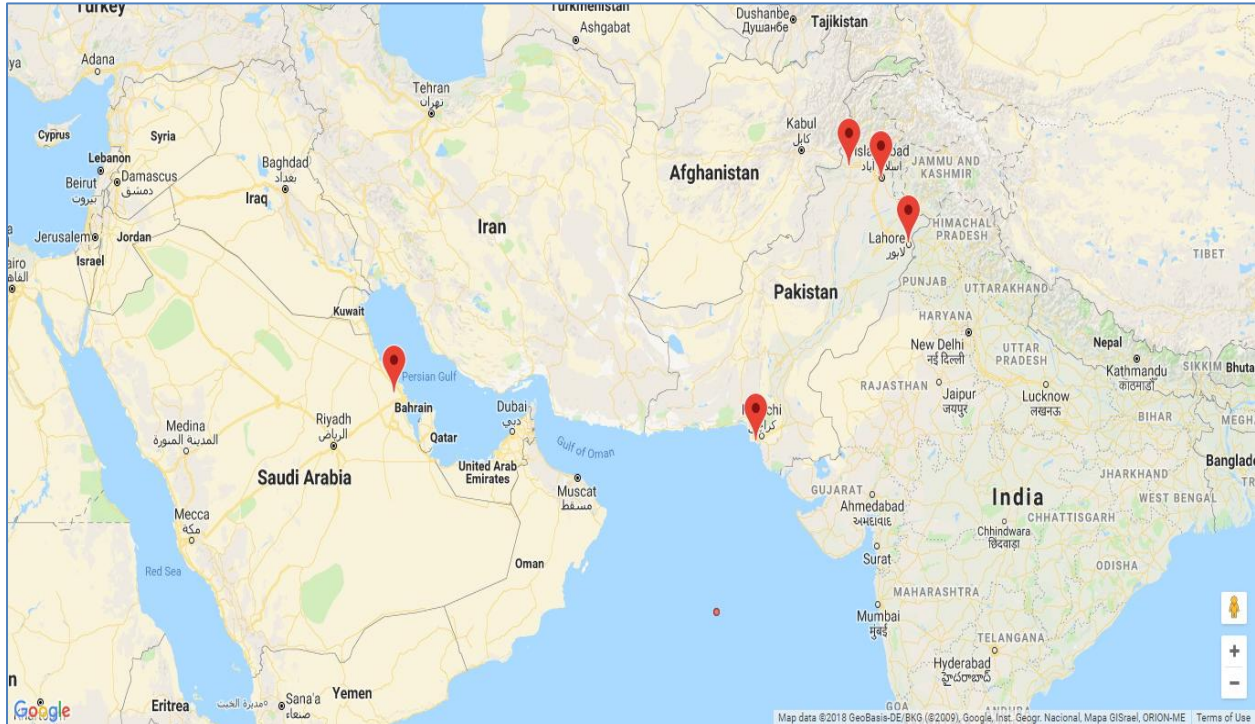 Turkey
Turkmenistan
Ashgabat
Dushanbe
Душанбе
Tajikistan
Adana
Tehran
تهران
Kabul
کابل
Cyprus
Syria
Lebanon
Beirut
بيروت
Damascus
دمشق
Baghdad
بغداد
Iraq
Afghanistan
JAMMU AND
KASHMIR
Jerusalem
Jordan
Israel
Iran
Lahore
لاہور
HIMACHAL
PRADESH
TIBET
Pakistan
PUNJAB
UTTARAKHAND
Kuwait
HARYANA
New Delhi
नई दिल्ली
UTTAR
PRADESH
Nepal
Kathmandu
काठमाडौं
SIKKIM
Bhuta
Persian Gulf
Bahrain
Dubai
دبي
RAJASTHAN
Jaipur
जयपुर
Lucknow
लखनऊ
BIHAR
MEGH
Medina
المدينة المنورة
Riyadh
الرياض
Qatar
Gulf of Oman
Saudi Arabia
United Arab
Emirates
Muscat
مسقط
GUJARAT
Ahmedabad
અમદાવાદ
India
JHARKHAND
WEST BENGAL
Banglade
Mecca
مكة
Chhindwara
छिंदवाड़ा
CHHATTISGARH
Red Sea
Oman
Surat
ODISHA
MAHARASHTRA
Mumbai
मुंबई
TELANGANA
Hyderabad
హైదరాబాద్
Eritrea
Sana'a
صنعاء
Yemen
GOA
Google
Map data ©2018 GeoBasis-DE/BKG (©2009), Google, Inst. Geogr. Nacional, Mapa GISrael, ORION-ME
Terms of Use